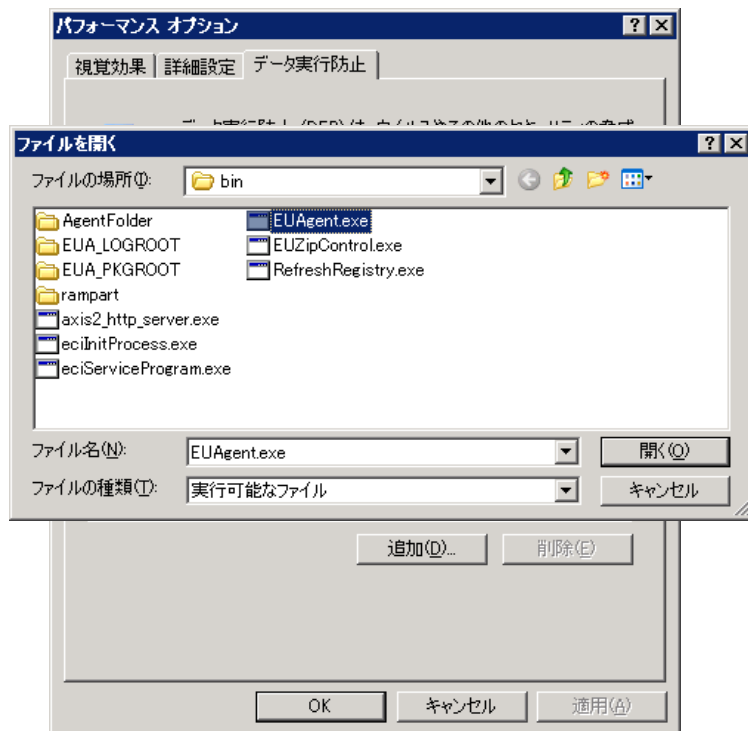 パフォーマンス オプション
視覚効果 詳細設定 データ実行防止
ファイルを開く
ファイルの場所(I): bin
AgentFolder
EUA_LOGROOT
EUA_PKGROOT
rampart
axis2_http_server.exe
eciInitProcess.exe
eciServiceProgram.exe
EUAgent.exe
EUZipControl.exe
RefreshRegistry.exe
ファイル名(N): EUAgent.exe 開く(O)
ファイルの種類(T): 実行可能なファイル キャンセル
追加(D)... 削除(E)
OK キャンセル 適用(A)